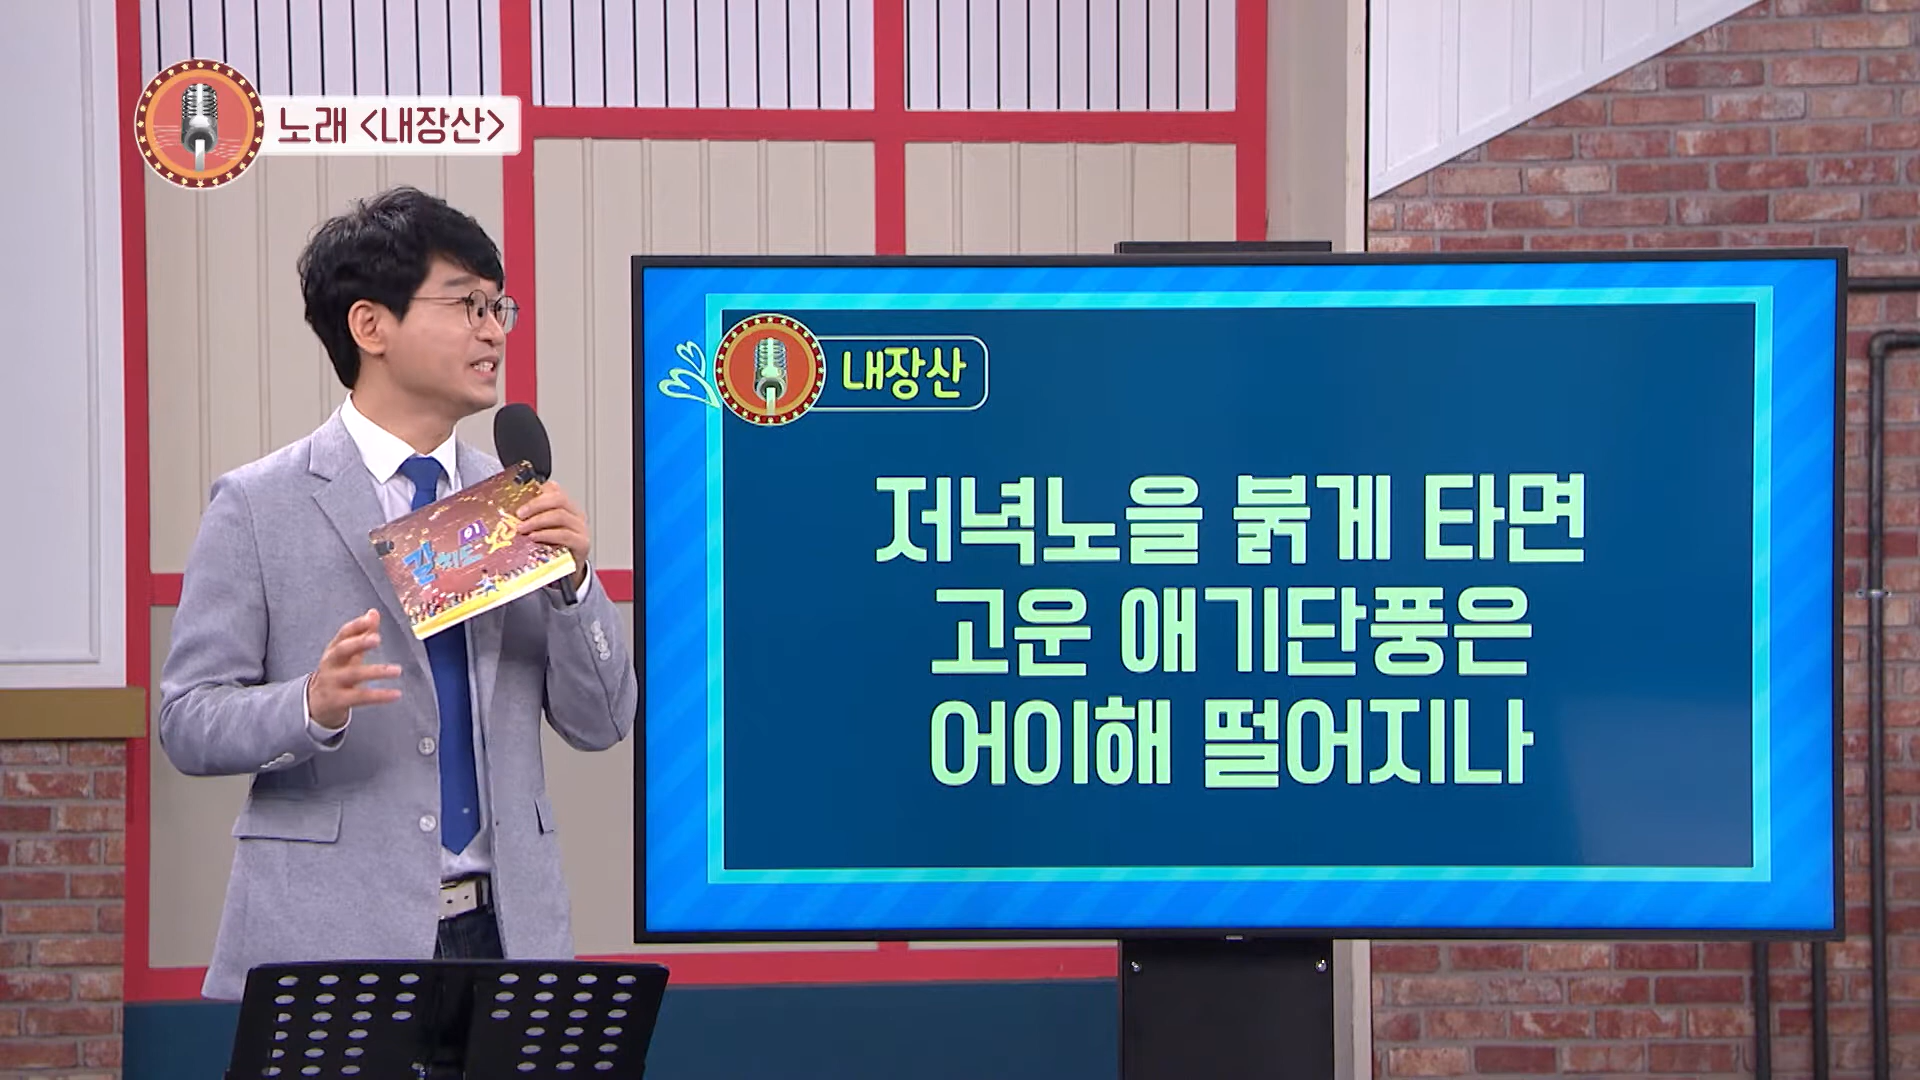 노래 <내장산>
내장산
저녁노을 붉게 타면
고운 애기단풍은
어이해 떨어지나